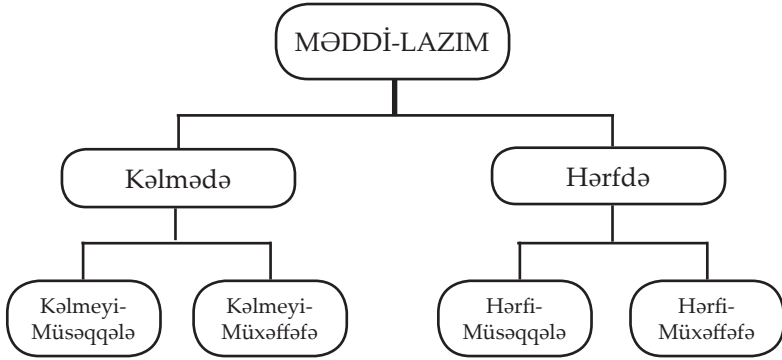 MƏDDİ-LAZIM
Kəlmədə
Hərfdə
Kəlmeyi-
Müsəqqələ
Kəlmeyi-
Müxəffəfə
Hərfi-
Müsəqqələ
Hərfi-
Müxəffəfə